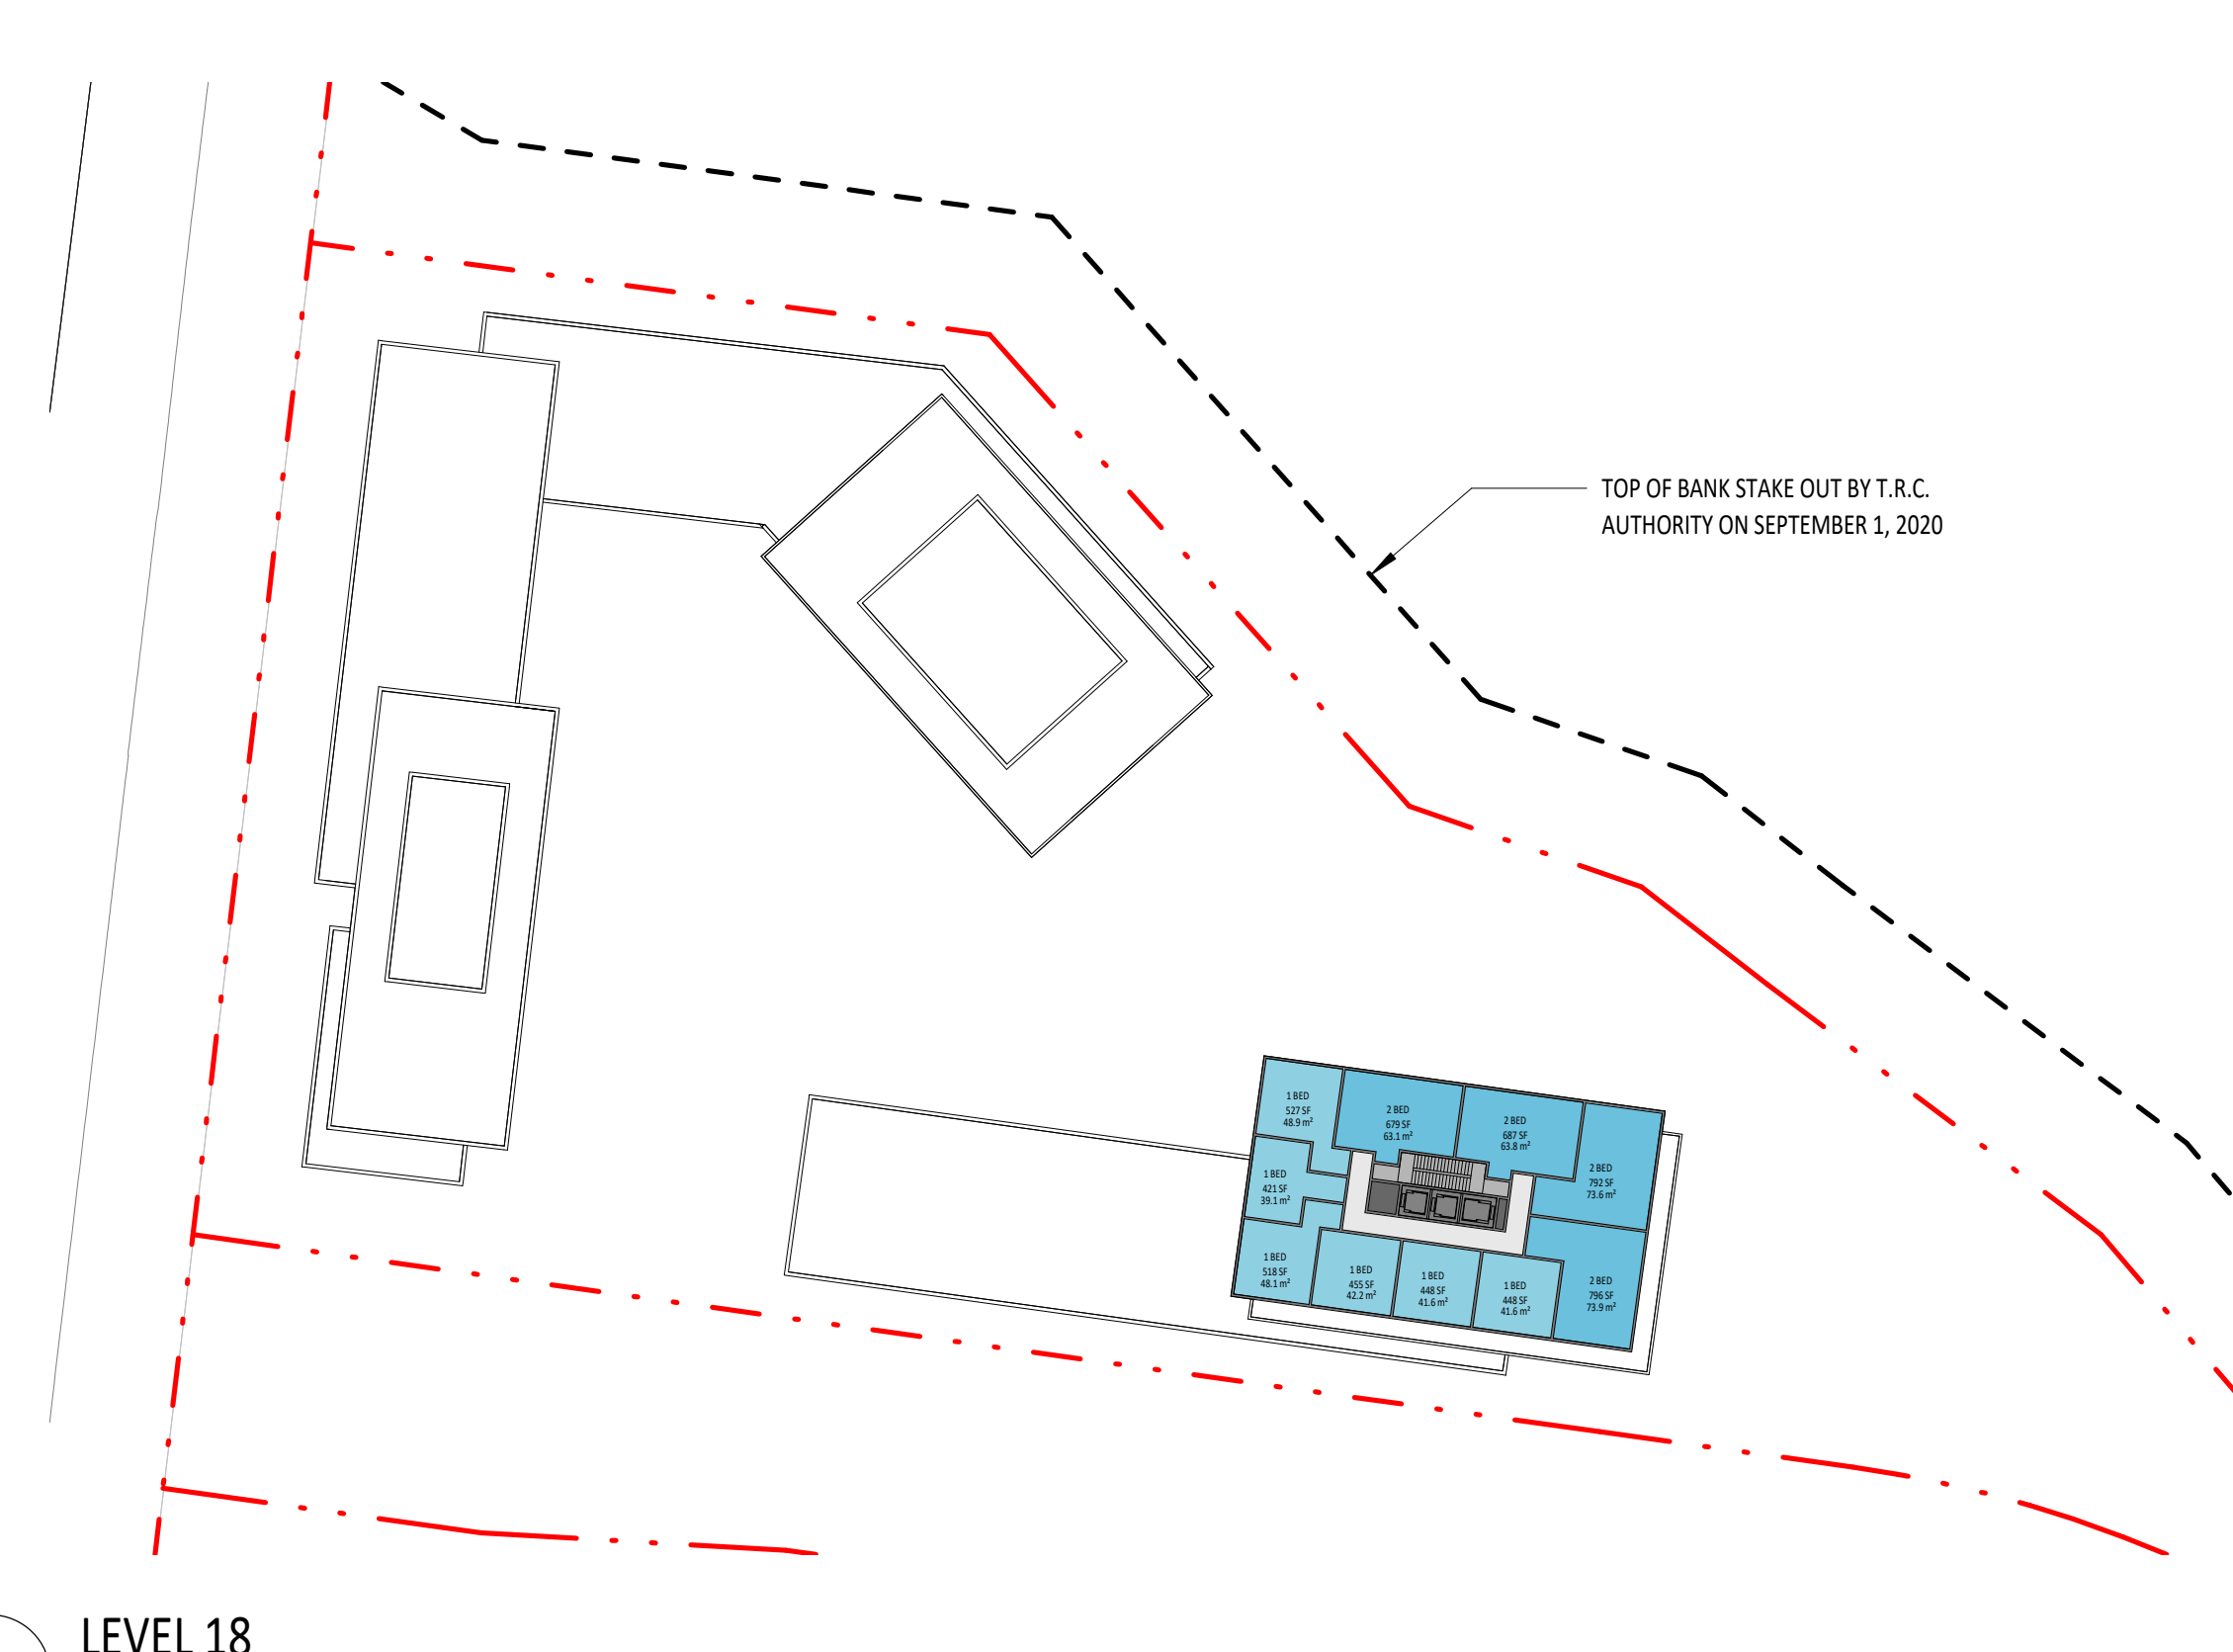 TOP OF BANK STAKE OUT BY T.R.C.
AUTHORITY ON SEPTEMBER 1, 2020
1 BED
527 SF
48.9 m²
2 BED
679 SF
63.1 m²
2 BED
687 SF
63.8 m²
2 BED
792 SF
73.6 m²
1 BED
421 SF
39.1 m²
1 BED
518 SF
48.1 m²
1 BED
455 SF
42.2 m²
1 BED
448 SF
41.6 m²
1 BED
448 SF
41.6 m²
2 BED
796 SF
73.9 m²
LEVEL 18